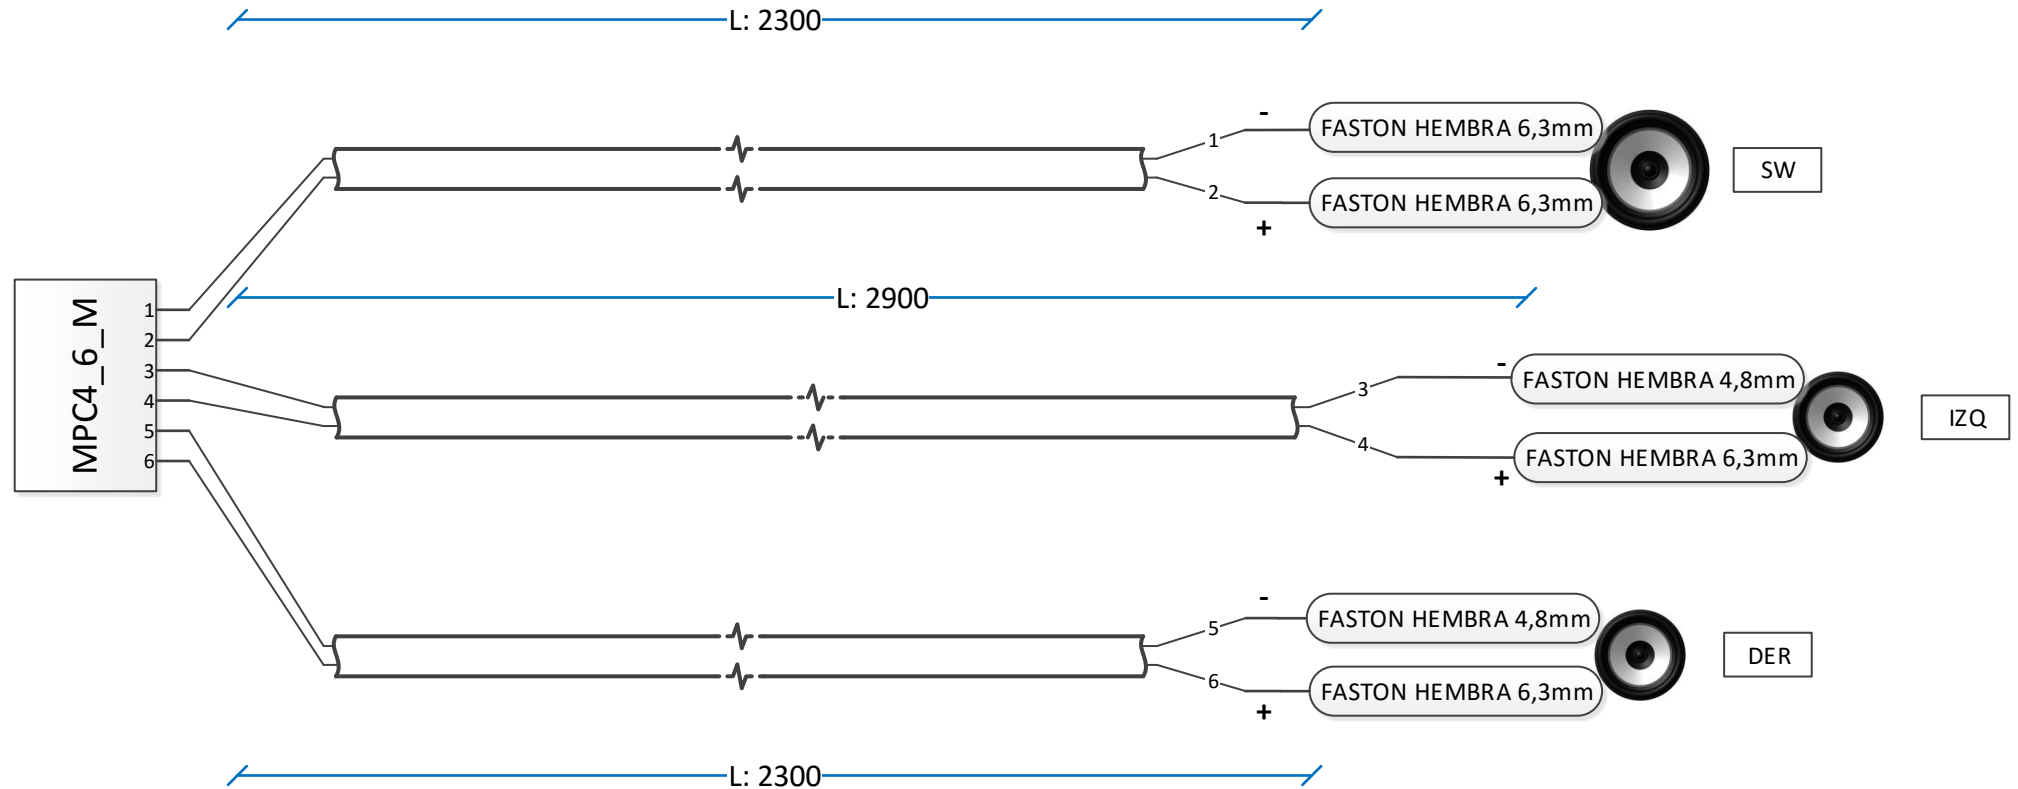 L: 2300
-
1
FASTON HEMBRA 6,3mm
SW
2
FASTON HEMBRA 6,3mm
+
L: 2900
MPC4_6_M
1
2
3
4
5
6
-
3
FASTON HEMBRA 4,8mm
IZQ
4
FASTON HEMBRA 6,3mm
+
-
5
FASTON HEMBRA 4,8mm
DER
6
FASTON HEMBRA 6,3mm
+
L: 2300